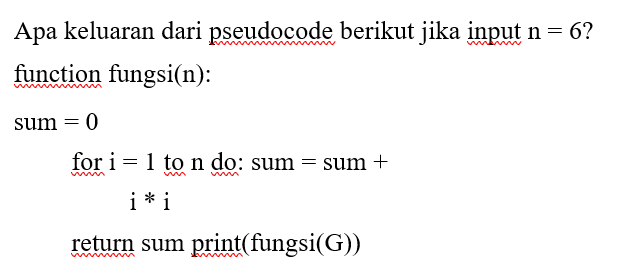 Apa keluaran dari pseudocode berikut jika input n = 6?
function fungsi(n):
sum = 0
for i = 1 to n do: sum = sum +
i * i
return sum print(fungsi(G))